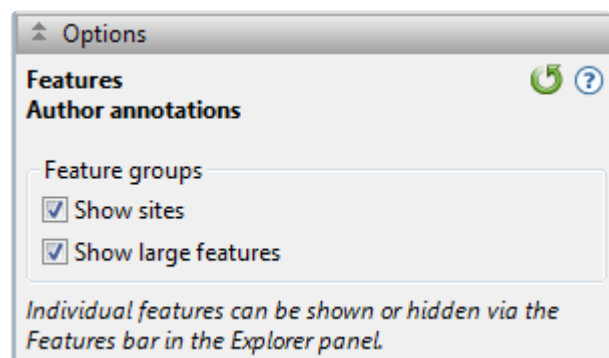 Options
Features
Author annotations
Feature groups
Show sites
Show large features
Individual features can be shown or hidden via the
Features bar in the Explorer panel.